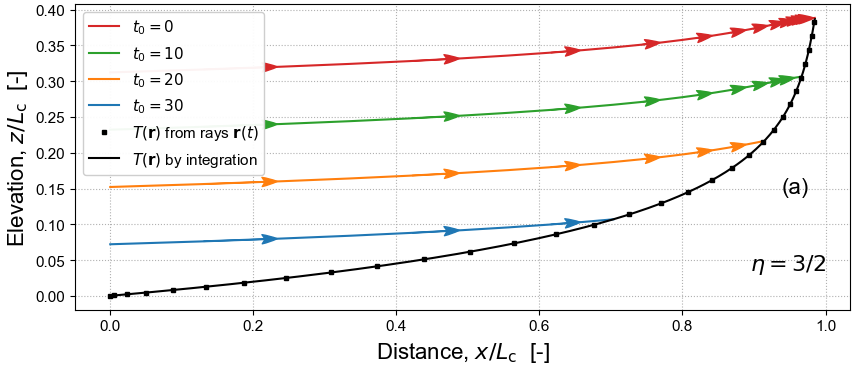 0.40
0.35
0.30
0.25
0.20
0.15
0.10
0.05
0.00
Elevation, z/L_c [-]
t_0 = 0
t_0 = 10
t_0 = 20
t_0 = 30
T(r) from rays r(t)
T(r) by integration
(a)
η = 3/2
0.0 0.2 0.4 0.6 0.8 1.0
Distance, x/L_c [-]